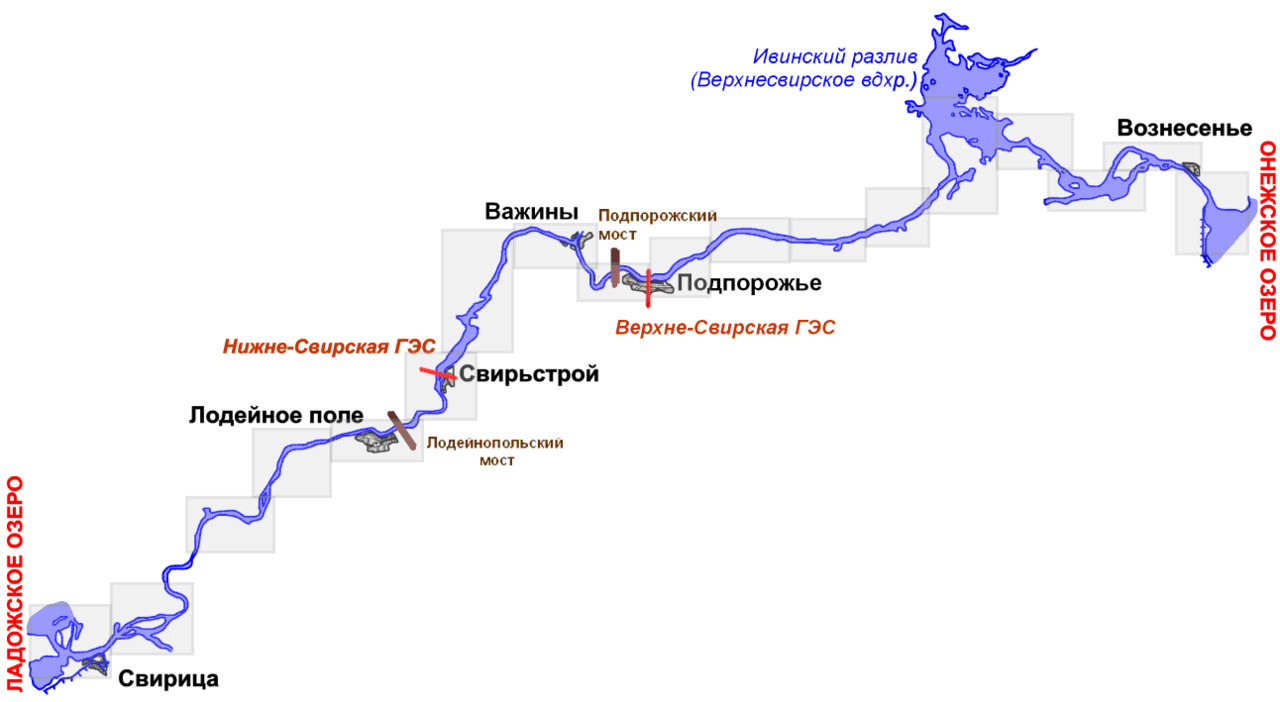 Ивинский разлив
(Верхнесвирское вдхр.)
Вознесенье
ОНЕЖСКОЕ ОЗЕРО
Важины
Подпорожский
мост
Подпорожье
Верхне-Свирская ГЭС
Нижне-Свирская ГЭС
Свирьстрой
Лодейное поле
Лодейнопольский
мост
ЛАДОЖСКОЕ ОЗЕРО
Свирица